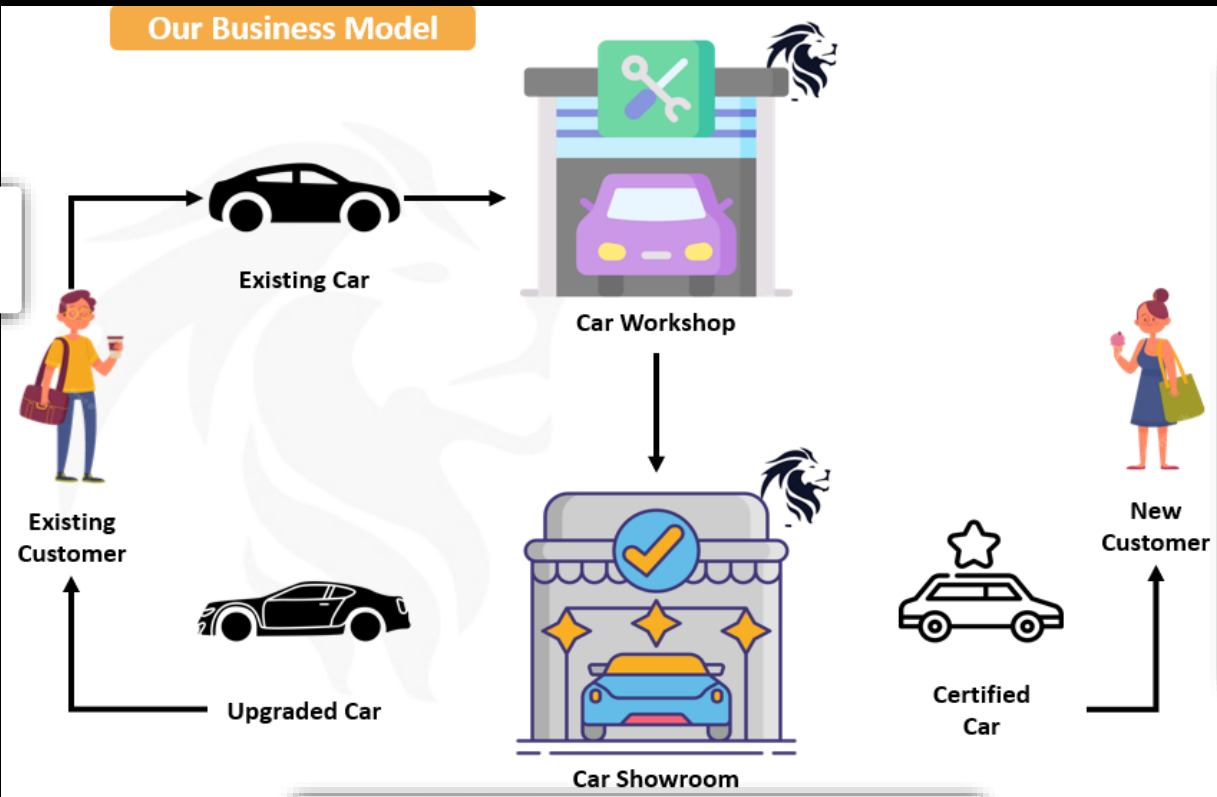 Our Business Model
Existing Car
Car Workshop
Existing
Customer
New
Customer
Upgraded Car
Certified
Car
Car Showroom